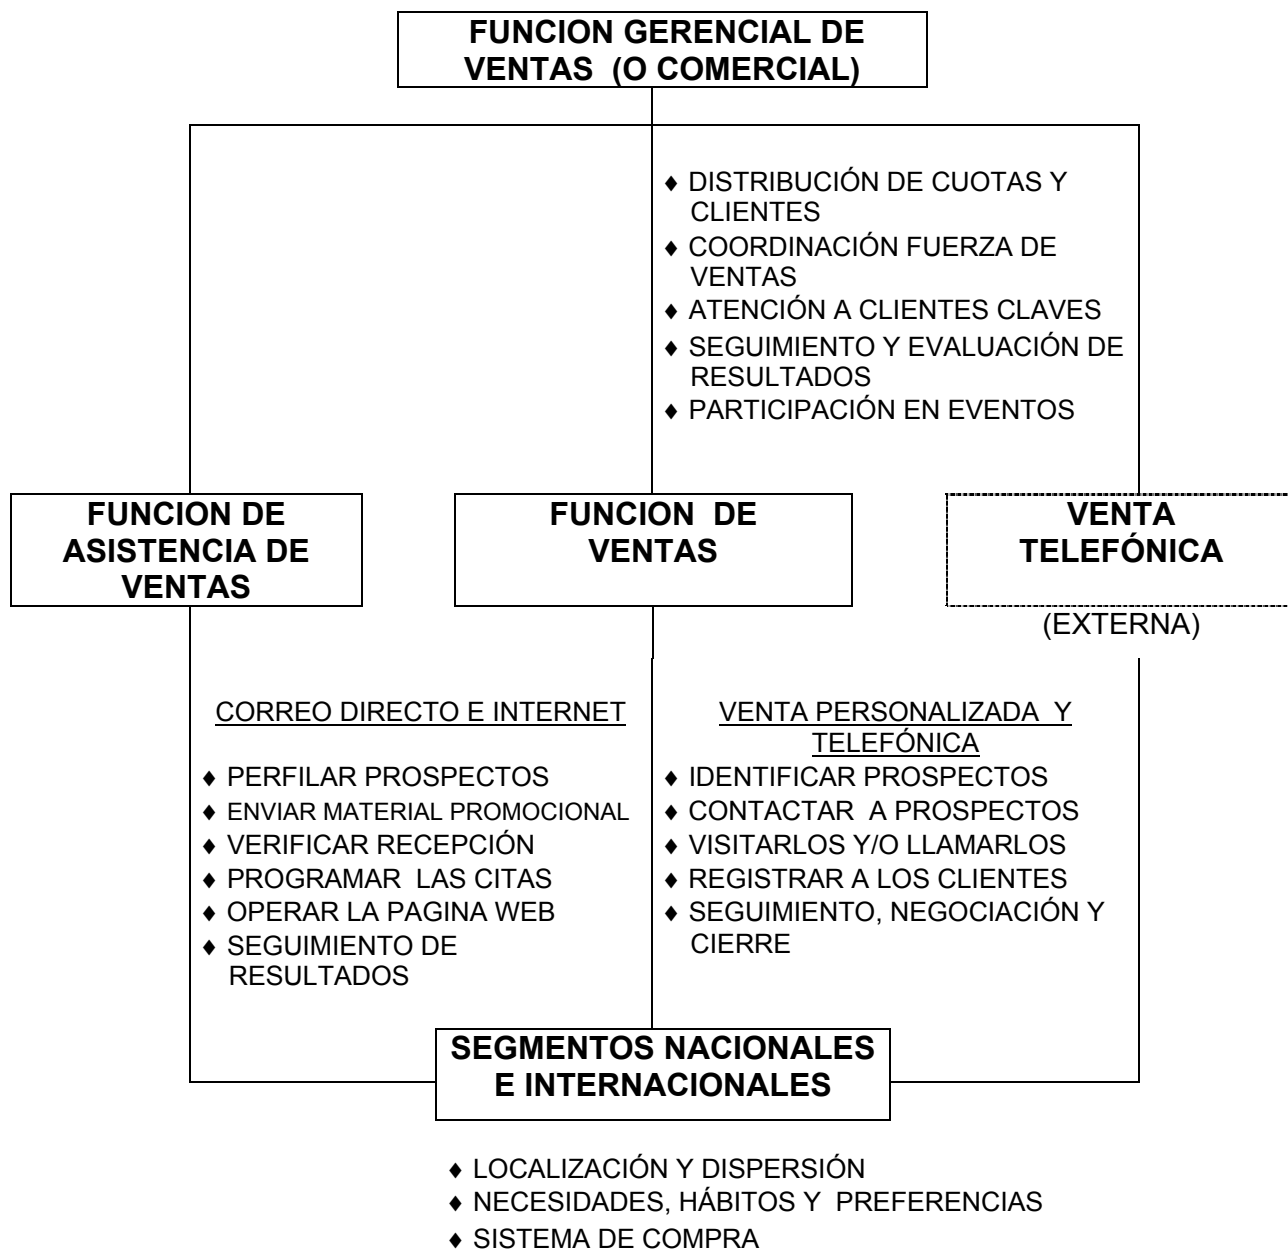 FUNCION GERENCIAL DE
VENTAS (O COMERCIAL)
♦ DISTRIBUCIÓN DE CUOTAS Y
CLIENTES
♦ COORDINACIÓN FUERZA DE
VENTAS
♦ ATENCIÓN A CLIENTES CLAVES
♦ SEGUIMIENTO Y EVALUACIÓN DE
RESULTADOS
♦ PARTICIPACIÓN EN EVENTOS
FUNCION DE
ASISTENCIA DE
VENTAS
FUNCION DE
VENTAS
VENTA
TELEFÓNICA
(EXTERNA)
CORREO DIRECTO E INTERNET
♦ PERFILAR PROSPECTOS
♦ ENVIAR MATERIAL PROMOCIONAL
♦ VERIFICAR RECEPCIÓN
♦ PROGRAMAR LAS CITAS
♦ OPERAR LA PAGINA WEB
♦ SEGUIMIENTO DE
RESULTADOS
VENTA PERSONALIZADA Y
TELEFÓNICA
♦ IDENTIFICAR PROSPECTOS
♦ CONTACTAR A PROSPECTOS
♦ VISITARLOS Y/O LLAMARLOS
♦ REGISTRAR A LOS CLIENTES
♦ SEGUIMIENTO, NEGOCIACIÓN Y
CIERRE
SEGMENTOS NACIONALES
E INTERNACIONALES
♦ LOCALIZACIÓN Y DISPERSIÓN
♦ NECESIDADES, HÁBITOS Y PREFERENCIAS
♦ SISTEMA DE COMPRA